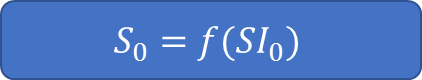 S₀ = f(SI₀)